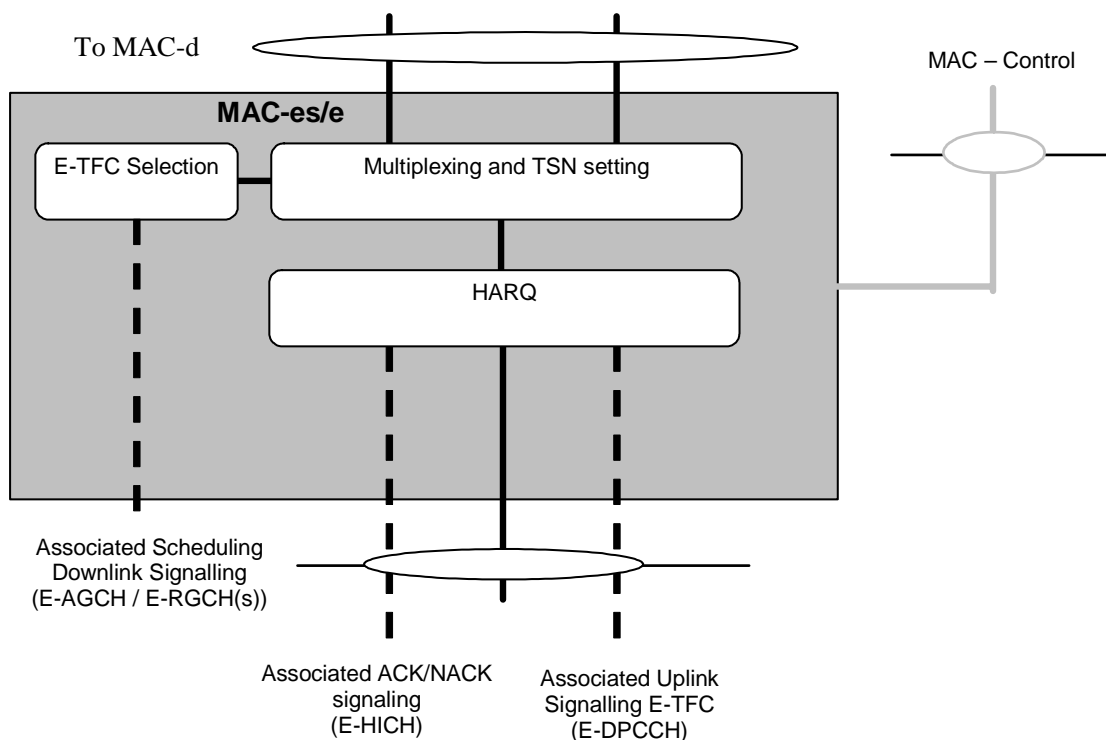 To MAC-d
MAC – Control
MAC-es/e
E-TFC Selection
Multiplexing and TSN setting
HARQ
Associated Scheduling
Downlink Signalling
(E-AGCH / E-RGCH(s))
Associated ACK/NACK
signaling
(E-HICH)
Associated Uplink
Signalling E-TFC
(E-DPCCH)